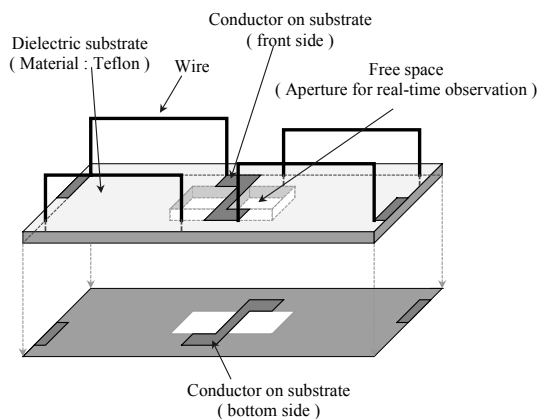 Conductor on substrate
( front side )
Dielectric substrate
( Material : Teflon )
Wire
Free space
( Aperture for real-time observation )
Conductor on substrate
( bottom side )